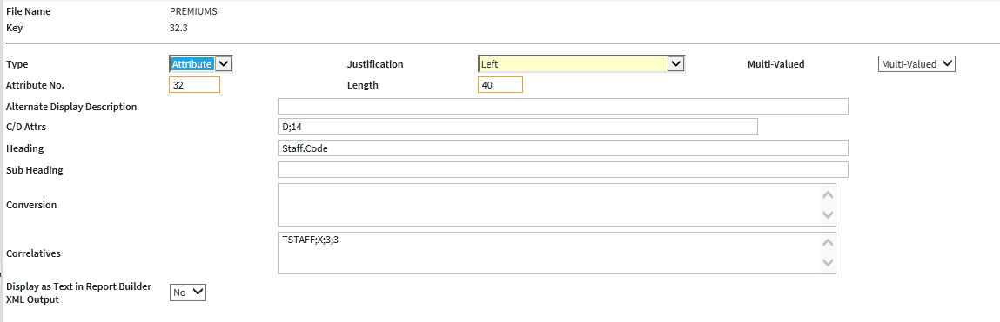 File Name PREMIUMS
Key 32.3
Type Attribute Justification Left Multi-Valued Multi-Valued
Attribute No. 32 Length 40
Alternate Display Description
C/D Attrs D;14
Heading Staff.Code
Sub Heading
Conversion
Correlatives TSTAFF;X;3;3
Display as Text in Report Builder
XML Output No